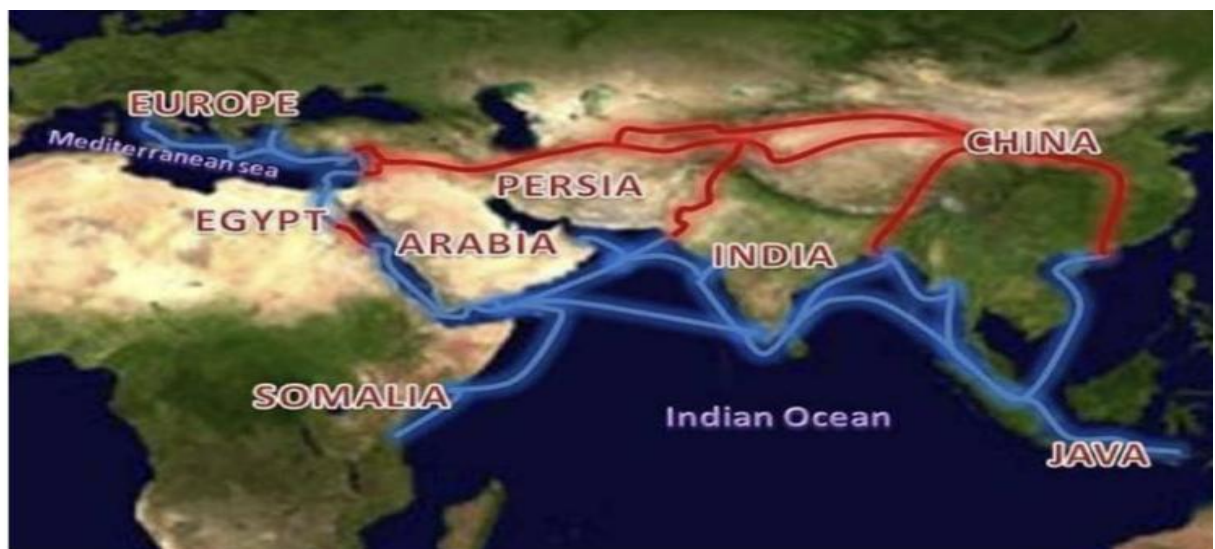 EUROPE
Mediterranean sea
CHINA
PERSIA
EGYPT
ARABIA
INDIA
SOMALIA
Indian Ocean
JAVA